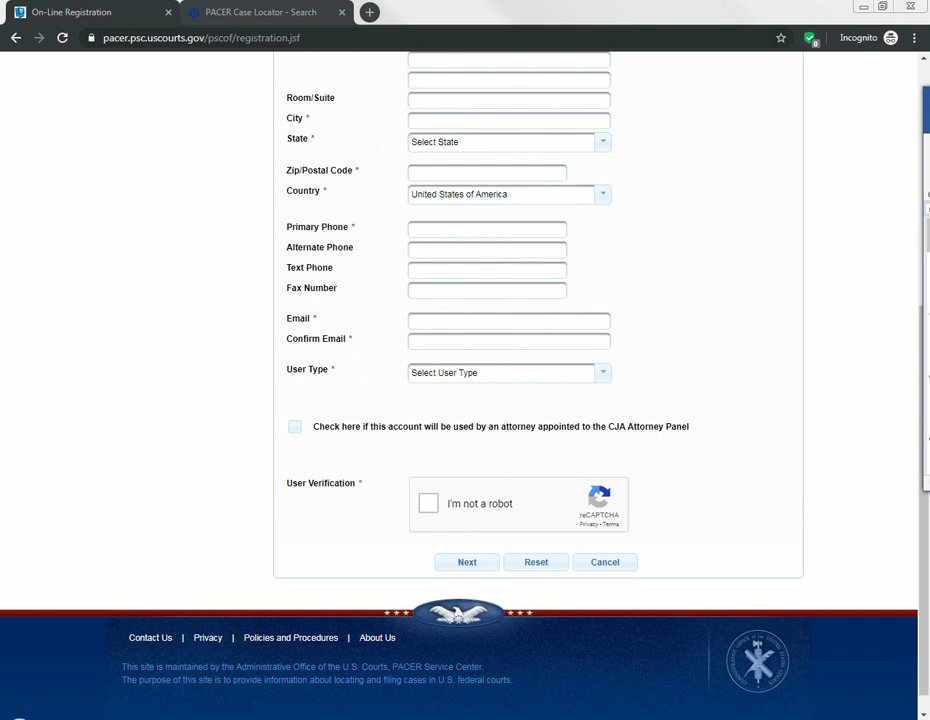 On-Line Registration
PACER Case Locator - Search
pacer.psc.uscourts.gov/pscof/registration.jsf
0
Incognito
Room/Suite
City *
State *
Select State
Zip/Postal Code *
Country *
United States of America
Primary Phone *
Alternate Phone
Text Phone
Fax Number
Email *
Confirm Email *
User Type *
Select User Type
Check here if this account will be used by an attorney appointed to the CJA Attorney Panel
User Verification *
I'm not a robot
reCAPTCHA
Privacy - Terms
Next
Reset
Cancel
Contact Us | Privacy | Policies and Procedures | About Us
This site is maintained by the Administrative Office of the U.S. Courts, PACER Service Center.
The purpose of this site is to provide information about locating and filing cases in U.S. federal courts.